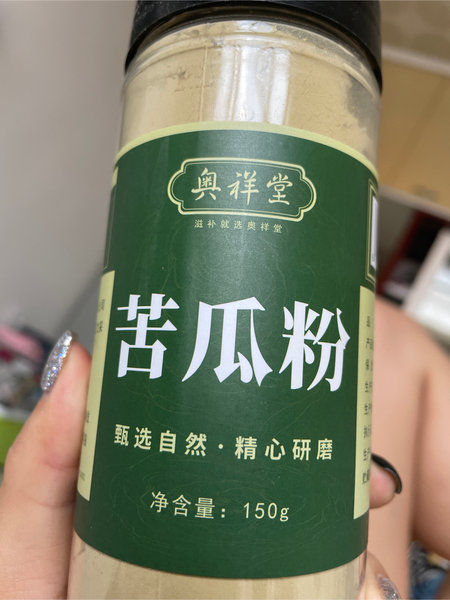 奥祥堂
滋补就选奥祥堂
苦瓜粉
甄选自然·精心研磨
净含量：150g